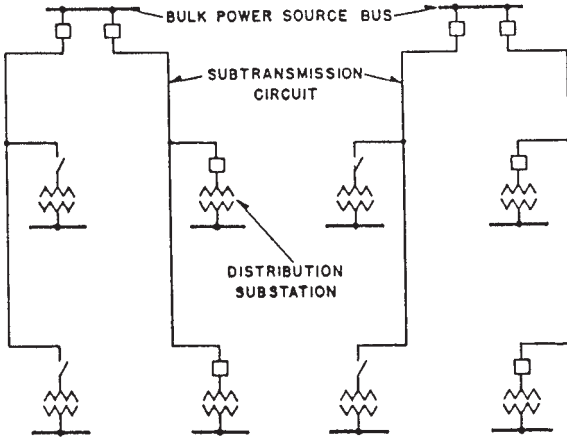 BULK POWER SOURCE BUS
SUBTRANSMISSION
CIRCUIT
DISTRIBUTION
SUBSTATION